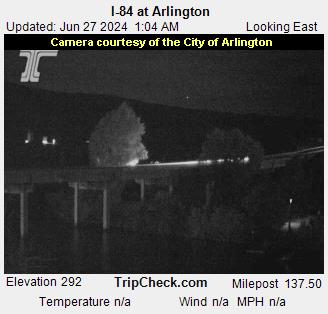 I-84 at Arlington
Updated: Jun 27 2024 1:04 AM Looking East
Camera courtesy of the City of Arlington
Elevation 292 TripCheck.com Milepost 137.50
Temperature n/a Wind n/a MPH n/a